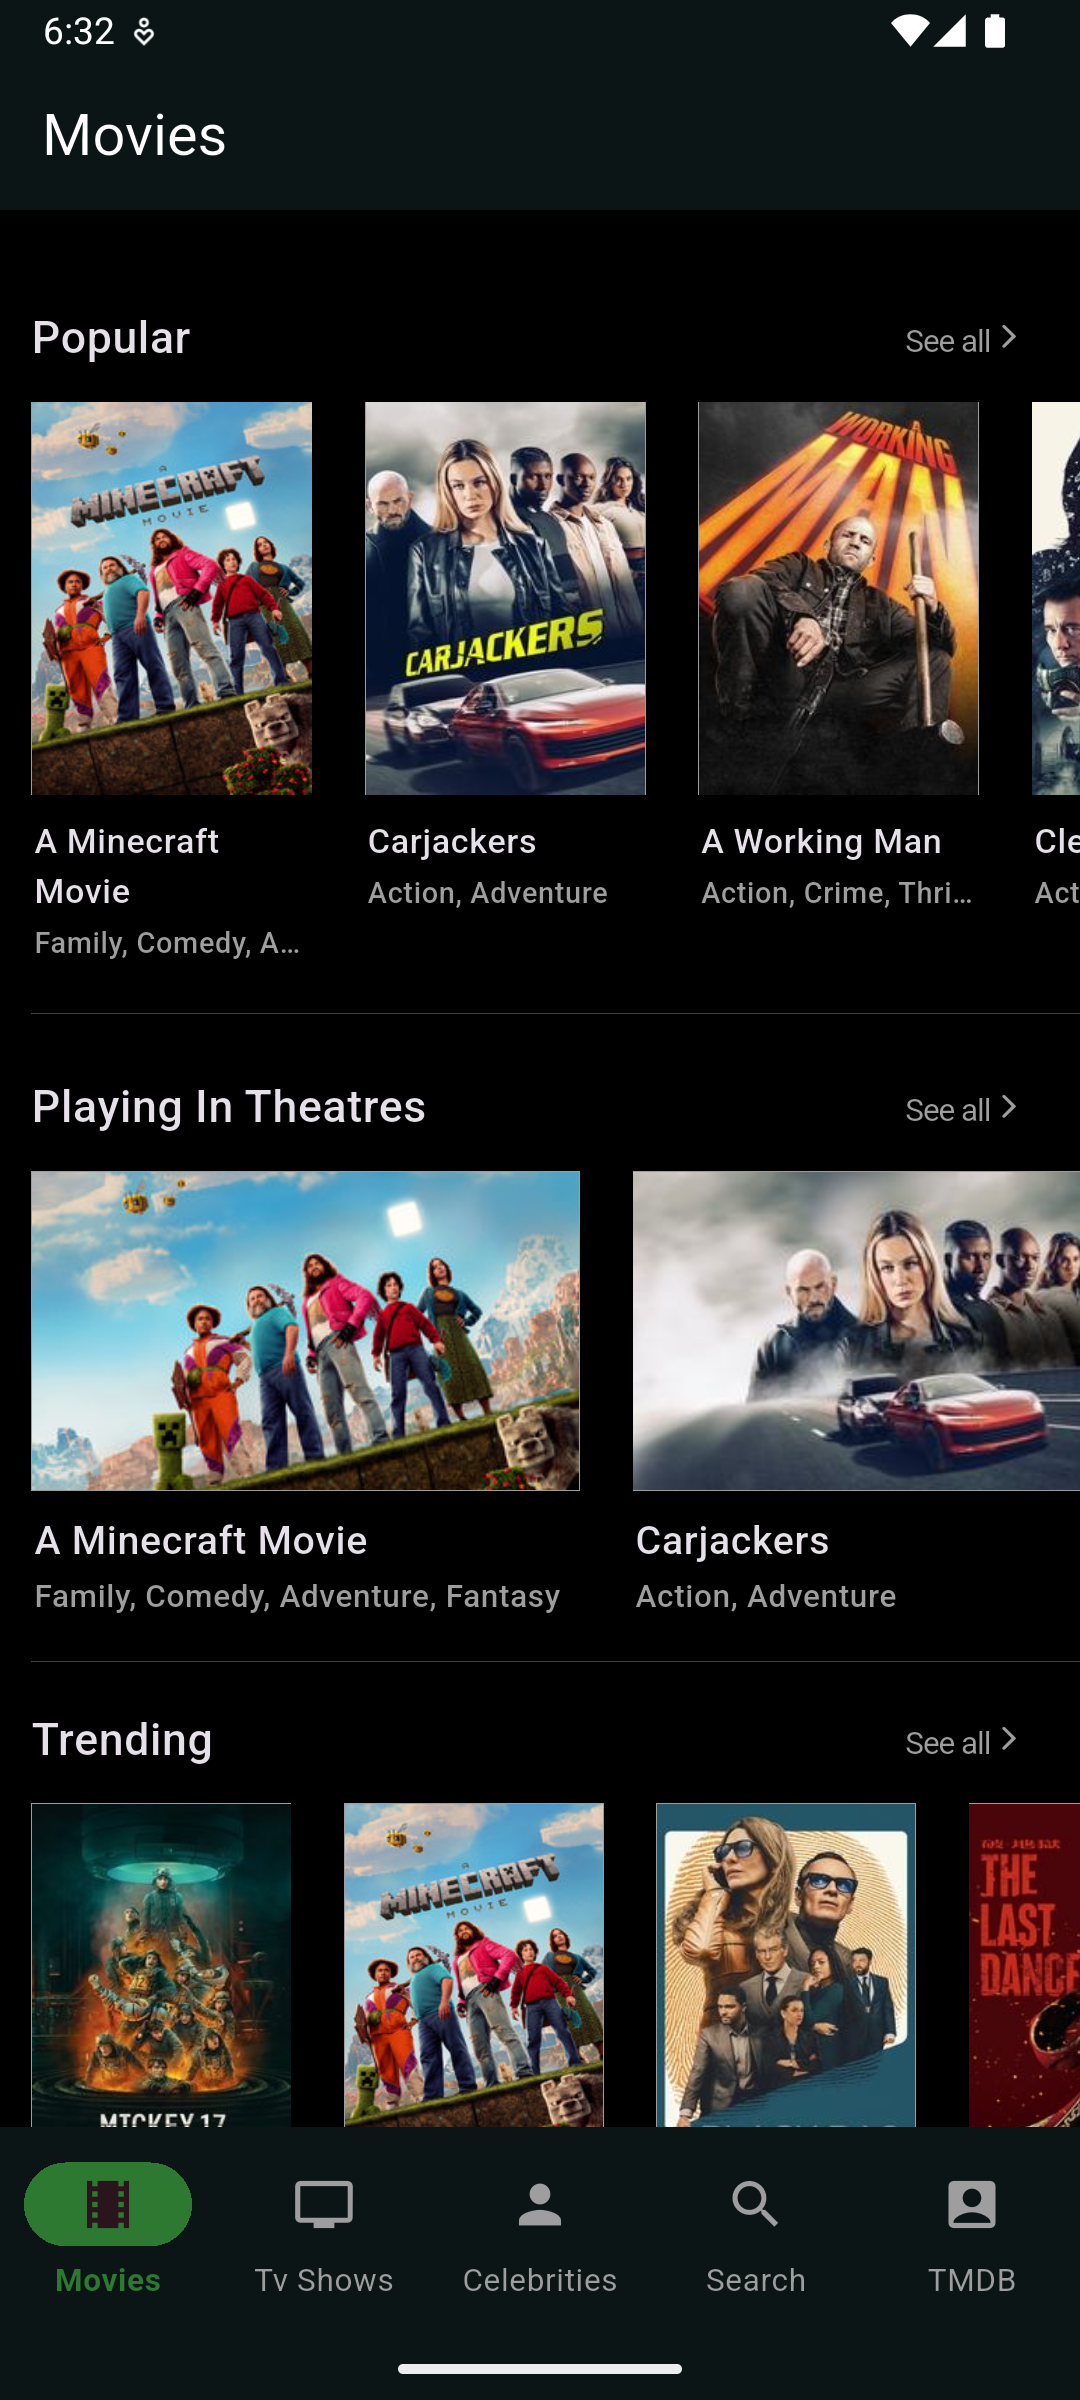 6:32
Movies
Popular
See all
A
MINECRAFT
MOVIE
CARJACKERS
A
WORKING
MAN
A Minecraft
Movie
Family, Comedy, A...
Carjackers
Action, Adventure
A Working Man
Action, Crime, Thri...
Cle
Act
Playing In Theatres
See all
A Minecraft Movie
Family, Comedy, Adventure, Fantasy
Carjackers
Action, Adventure
Trending
See all
MICKEY 17
A
MINECRAFT
MOVIE
THE
LAST
DANCE
Movies
Tv Shows
Celebrities
Search
TMDB